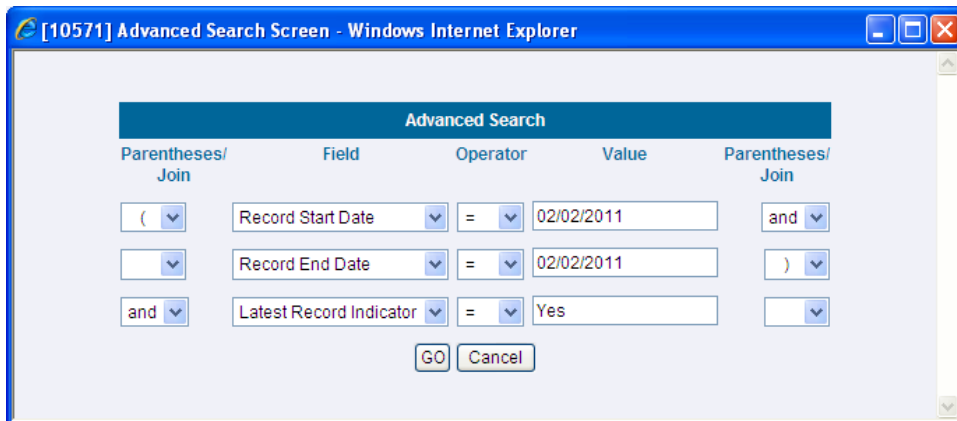 [10571] Advanced Search Screen - Windows Internet Explorer
Advanced Search
Parentheses/ Join Field Operator Value Parentheses/ Join
( Record Start Date = 02/02/2011 and
Record End Date = 02/02/2011 )
and Latest Record Indicator = Yes
GO Cancel